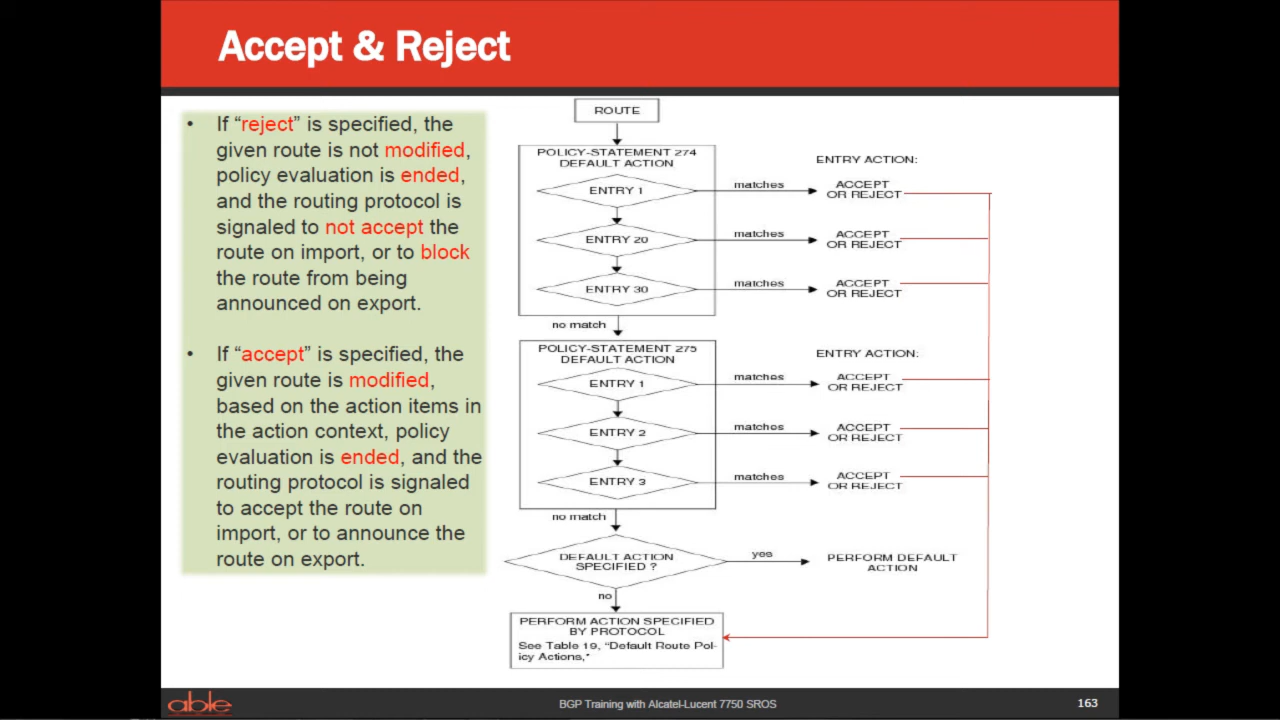 Accept & Reject
• If “reject” is specified, the
given route is not modified,
policy evaluation is ended,
and the routing protocol is
signaled to not accept the
route on import, or to block
the route from being
announced on export.
• If “accept” is specified, the
given route is modified,
based on the action items in
the action context, policy
evaluation is ended, and the
routing protocol is signaled
to accept the route on
import, or to announce the
route on export.
ROUTE
POLICY-STATEMENT 274
DEFAULT ACTION
ENTRY ACTION:
ENTRY 1
matches
ACCEPT
OR REJECT
ENTRY 20
matches
ACCEPT
OR REJECT
ENTRY 30
matches
ACCEPT
OR REJECT
no match
POLICY-STATEMENT 275
DEFAULT ACTION
ENTRY ACTION:
ENTRY 1
matches
ACCEPT
OR REJECT
ENTRY 2
matches
ACCEPT
OR REJECT
ENTRY 3
matches
ACCEPT
OR REJECT
no match
DEFAULT ACTION
SPECIFIED ?
yes
PERFORM DEFAULT
ACTION
no
PERFORM ACTION SPECIFIED
BY PROTOCOL
See Table 19, “Default Route Pol-
icy Actions,”
able
BGP Training with Alcatel-Lucent 7750 SROS
163